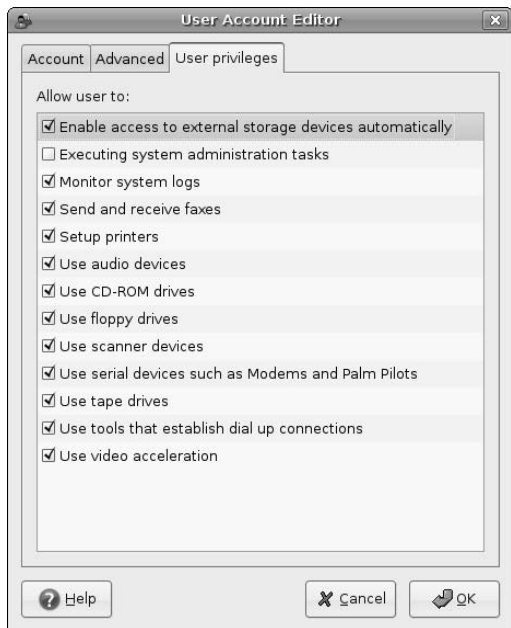 User Account Editor
Account Advanced User privileges
Allow user to:
Enable access to external storage devices automatically
Executing system administration tasks
Monitor system logs
Send and receive faxes
Setup printers
Use audio devices
Use CD-ROM drives
Use floppy drives
Use scanner devices
Use serial devices such as Modems and Palm Pilots
Use tape drives
Use tools that establish dial up connections
Use video acceleration
Help Cancel OK